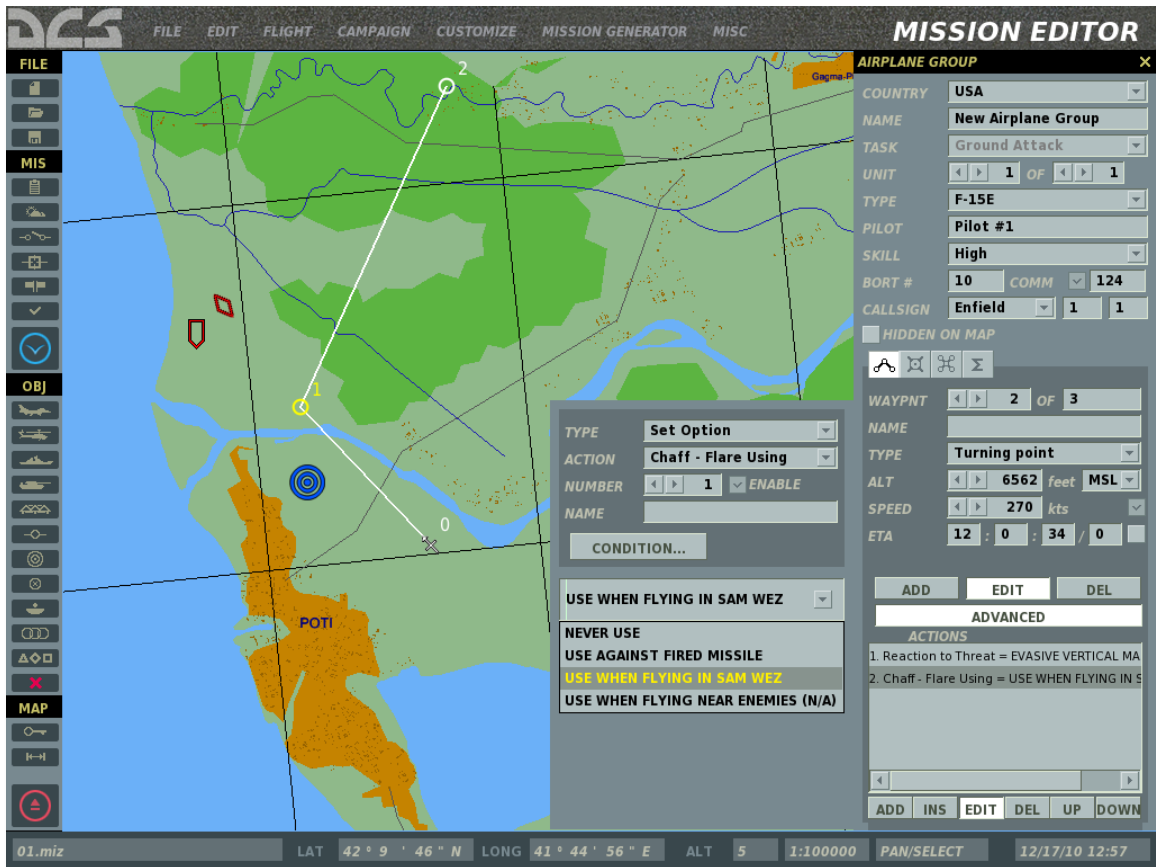 DCS
FILE EDIT FLIGHT CAMPAIGN CUSTOMIZE MISSION GENERATOR MISC
MISSION EDITOR
FILE
MIS
OBJ
MAP
2
1
0
POTI
Gagma-P
AIRPLANE GROUP
COUNTRY USA
NAME New Airplane Group
TASK Ground Attack
UNIT 1 OF 1
TYPE F-15E
PILOT Pilot #1
SKILL High
BORT # 10 COMM 124
CALLSIGN Enfield 1 1
HIDDEN ON MAP
WAYPNT 2 OF 3
NAME
TYPE Turning point
ALT 6562 feet MSL
SPEED 270 kts
ETA 12 : 0 : 34 / 0
ADD EDIT DEL
ADVANCED
ACTIONS
1. Reaction to Threat = EVASIVE VERTICAL MA
2. Chaff - Flare Using = USE WHEN FLYING IN S
ADD INS EDIT DEL UP DOWN
TYPE Set Option
ACTION Chaff - Flare Using
NUMBER 1 ENABLE
NAME
CONDITION...
USE WHEN FLYING IN SAM WEZ
NEVER USE
USE AGAINST FIRED MISSILE
USE WHEN FLYING IN SAM WEZ
USE WHEN FLYING NEAR ENEMIES (N/A)
01.miz LAT 42 ° 9 ' 46 " N LONG 41 ° 44 ' 56 " E ALT 5 1:100000 PAN/SELECT 12/17/10 12:57